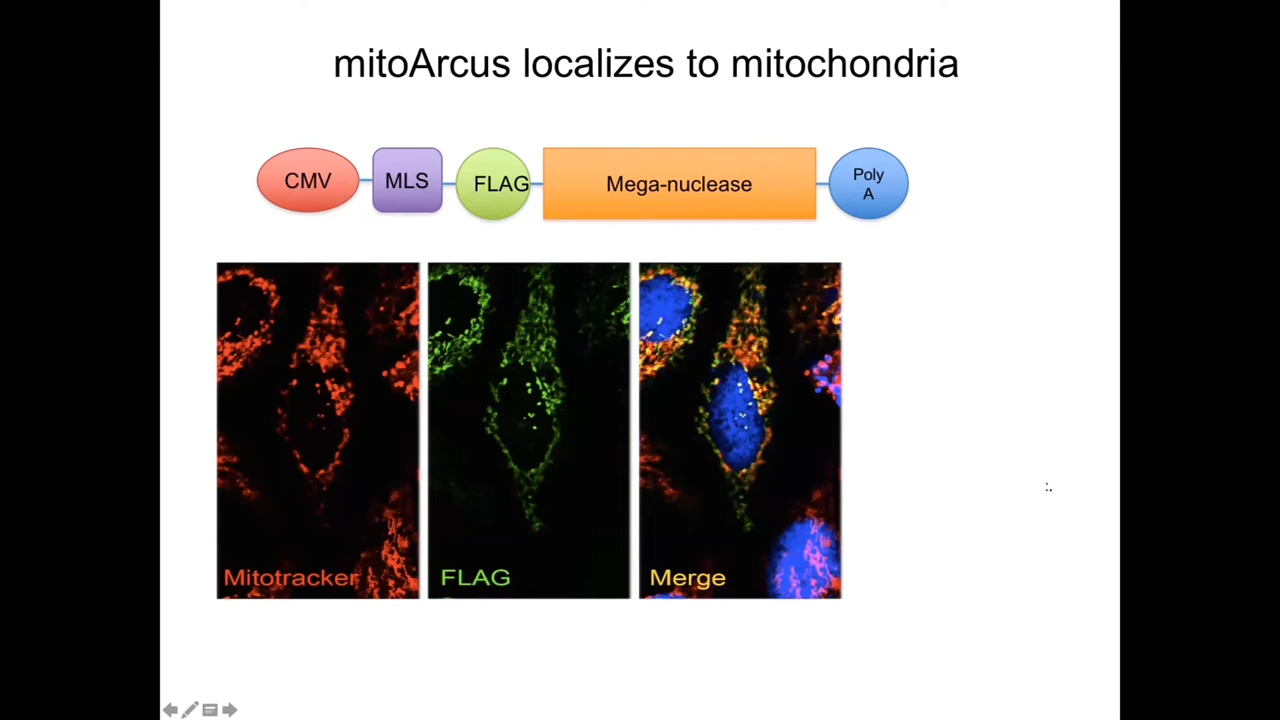 mitoArcus localizes to mitochondria
CMV
MLS
FLAG
Mega-nuclease
Poly
A
Mitotracker
FLAG
Merge